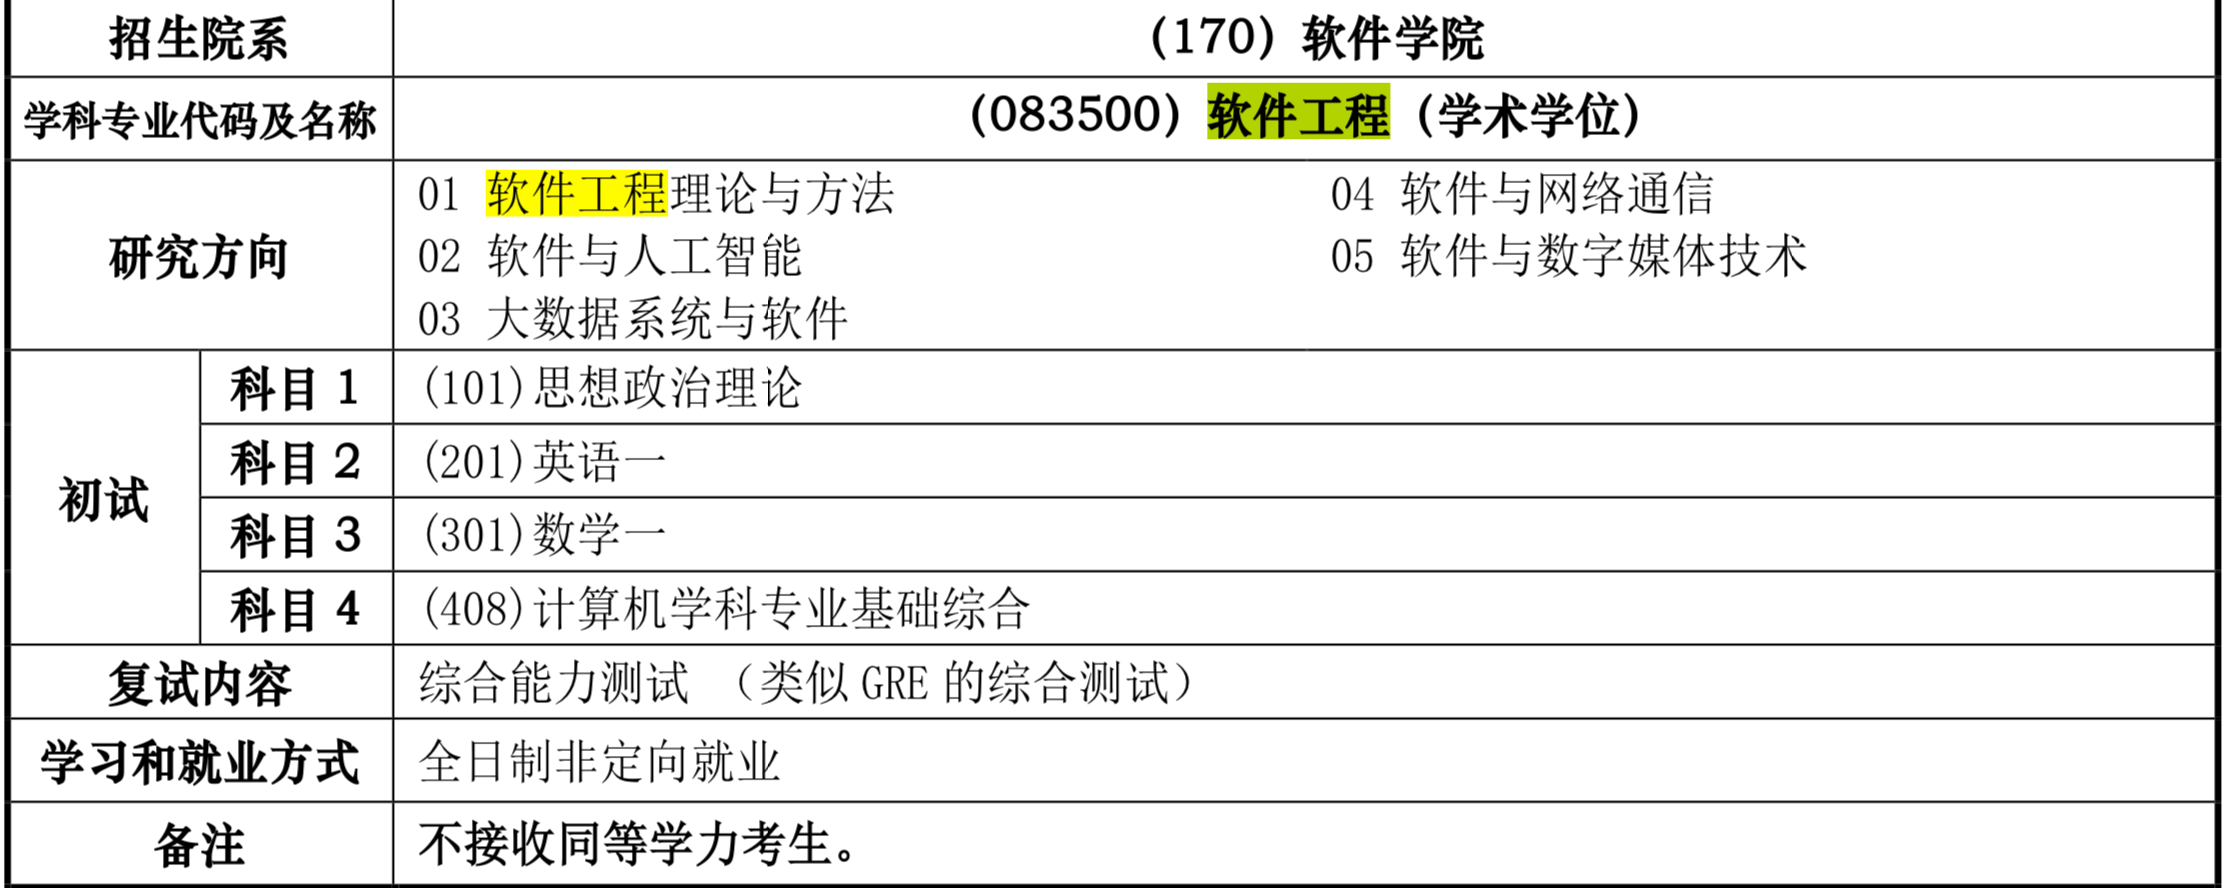 招生院系
（170）软件学院
学科专业代码及名称
（083500）软件工程（学术学位）
研究方向
01 软件工程理论与方法
02 软件与人工智能
03 大数据系统与软件
04 软件与网络通信
05 软件与数字媒体技术
初试
科目 1
(101)思想政治理论
科目 2
(201)英语一
科目 3
(301)数学一
科目 4
(408)计算机学科专业基础综合
复试内容
综合能力测试 （类似 GRE 的综合测试）
学习和就业方式
全日制非定向就业
备注
不接收同等学力考生。